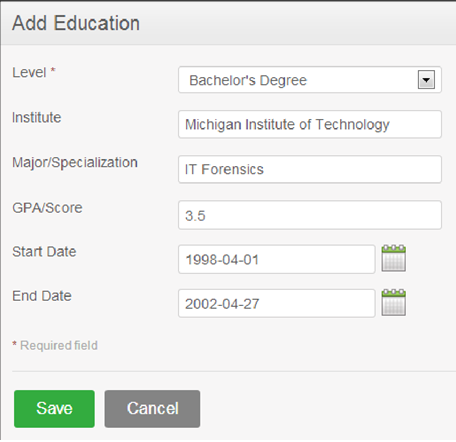 Add Education
Level * Bachelor's Degree
Institute Michigan Institute of Technology
Major/Specialization IT Forensics
GPA/Score 3.5
Start Date 1998-04-01
End Date 2002-04-27
* Required field
Save Cancel